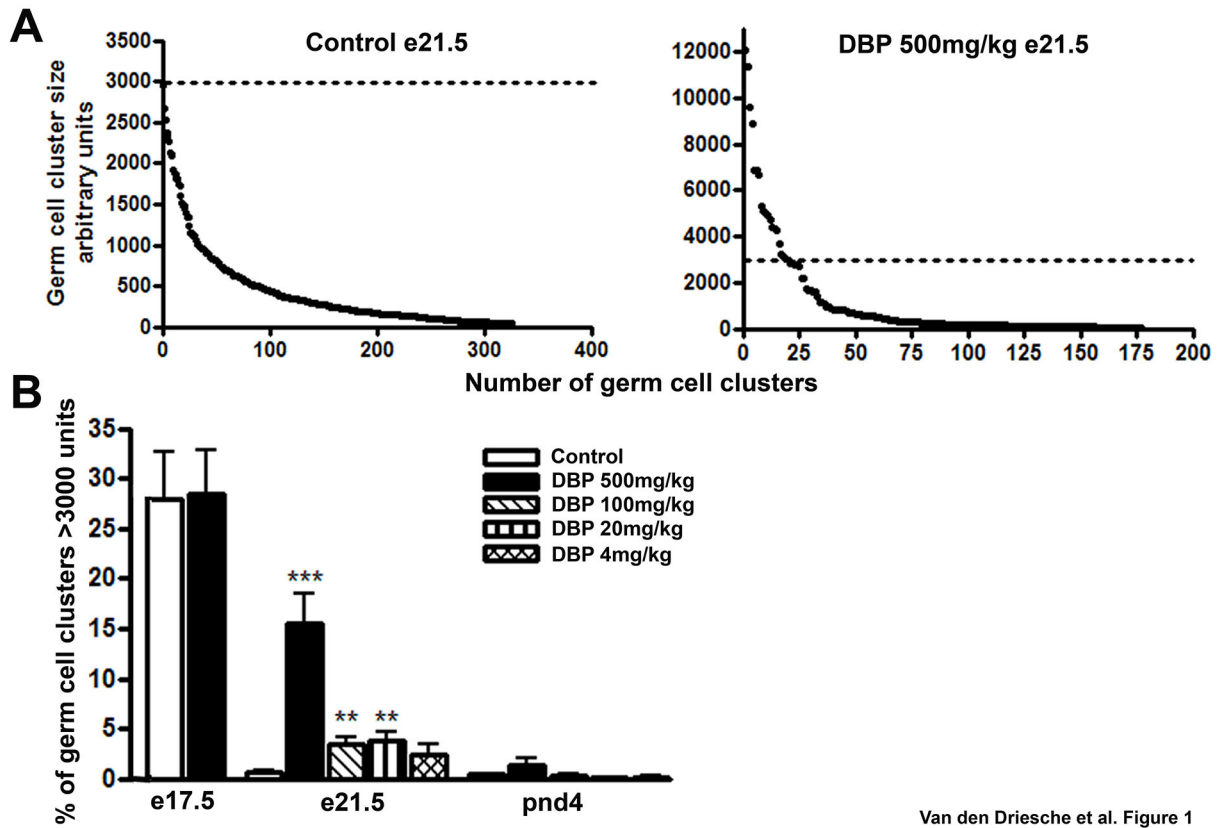 A
Control e21.5
DBP 500mg/kg e21.5
Germ cell cluster size
arbitrary units
3500
3000
2500
2000
1500
1000
500
0
0
100
200
300
400
12000
10000
8000
6000
4000
2000
0
0
25
50
75
100
125
150
175
200
Number of germ cell clusters
B
% of germ cell clusters >3000 units
35
30
25
20
15
10
5
0
Control
DBP 500mg/kg
DBP 100mg/kg
DBP 20mg/kg
DBP 4mg/kg
***
**
**
e17.5
e21.5
pnd4
Van den Driesche et al. Figure 1